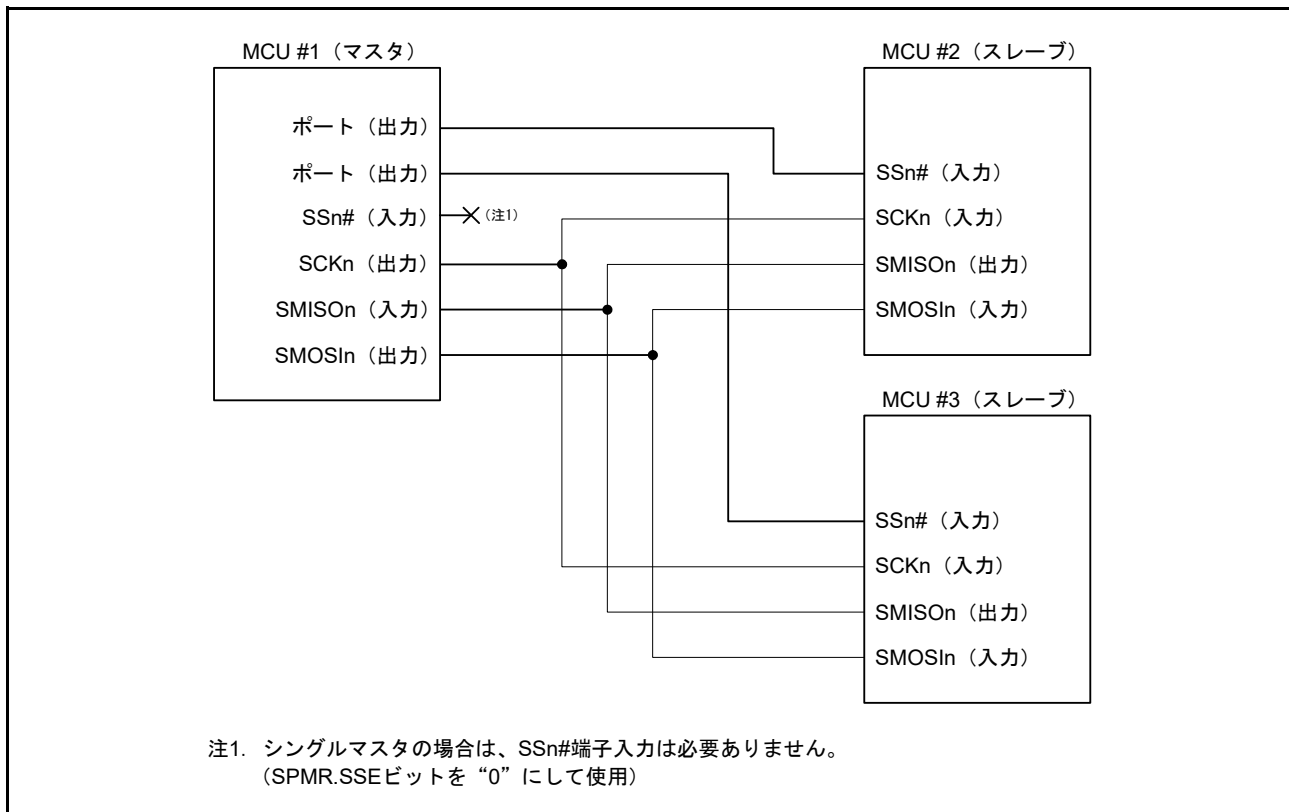 MCU #1（マスタ）
ポート（出力）
ポート（出力）
SSn#（入力）
（注1）
SCKn（出力）
SMISOn（入力）
SMOSIn（出力）
MCU #2（スレーブ）
SSn#（入力）
SCKn（入力）
SMISOn（出力）
SMOSIn（入力）
MCU #3（スレーブ）
SSn#（入力）
SCKn（入力）
SMISOn（出力）
SMOSIn（入力）
注1. シングルマスタの場合は、SSn#端子入力は必要ありません。
（SPMR.SSEビットを“0”にして使用）